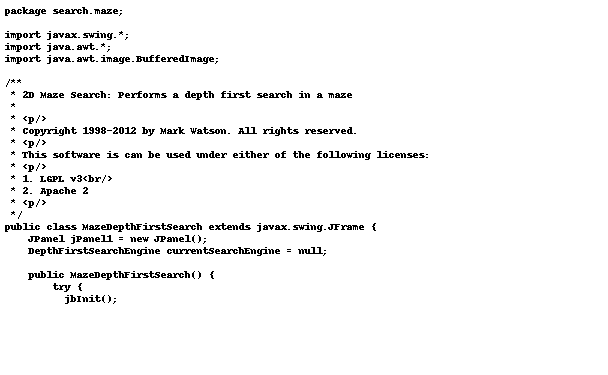 package search.maze;

import javax.swing.*;
import java.awt.*;
import java.awt.image.BufferedImage;

/**
 * 2D Maze Search: Performs a depth first search in a maze
 *
 * <p/>
 * Copyright 1998-2012 by Mark Watson. All rights reserved.
 * <p/>
 * This software is can be used under either of the following licenses:
 * <p/>
 * 1. LGPL v3<br/>
 * 2. Apache 2
 * <p/>
 */
public class MazeDepthFirstSearch extends javax.swing.JFrame {
    JPanel jPanel1 = new JPanel();
    DepthFirstSearchEngine currentSearchEngine = null;

    public MazeDepthFirstSearch() {
        try {
          jbInit();